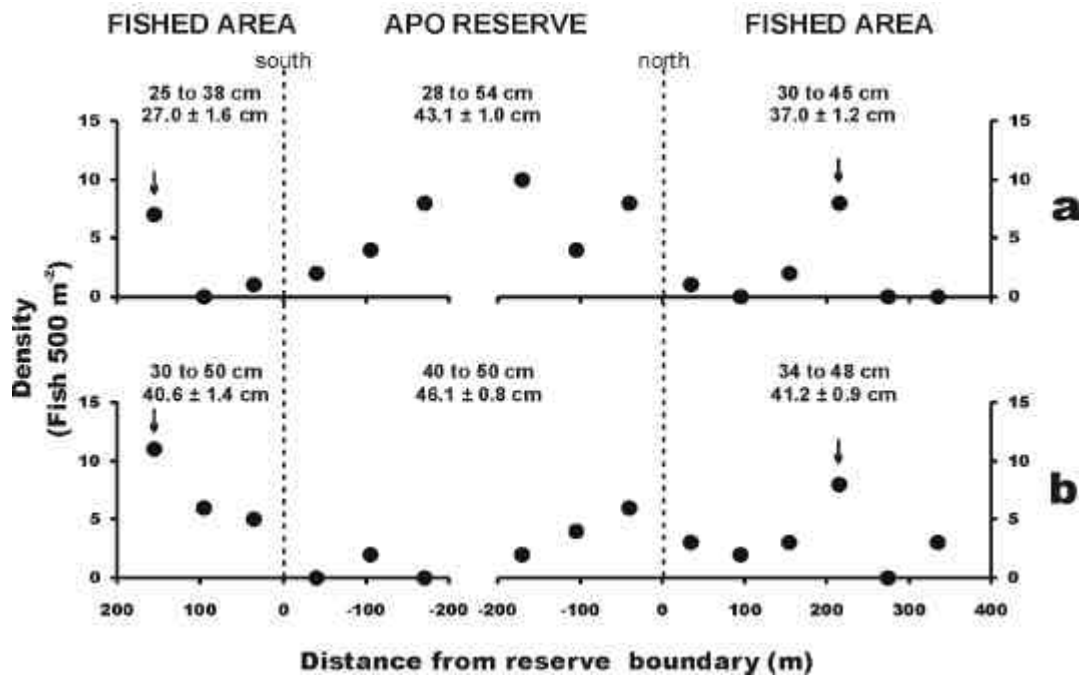 FISHED AREA APO RESERVE FISHED AREA
south north
25 to 38 cm 28 to 54 cm 30 to 45 cm
27.0 ± 1.6 cm 43.1 ± 1.0 cm 37.0 ± 1.2 cm
15 15
10 10
5 5
0 0
a
30 to 50 cm 40 to 50 cm 34 to 48 cm
40.6 ± 1.4 cm 46.1 ± 0.8 cm 41.2 ± 0.9 cm
15 15
10 10
5 5
0 0
b
Density
(Fish 500 m⁻²)
200 100 0 -100 -200 -200 -100 0 100 200 300 400
Distance from reserve boundary (m)